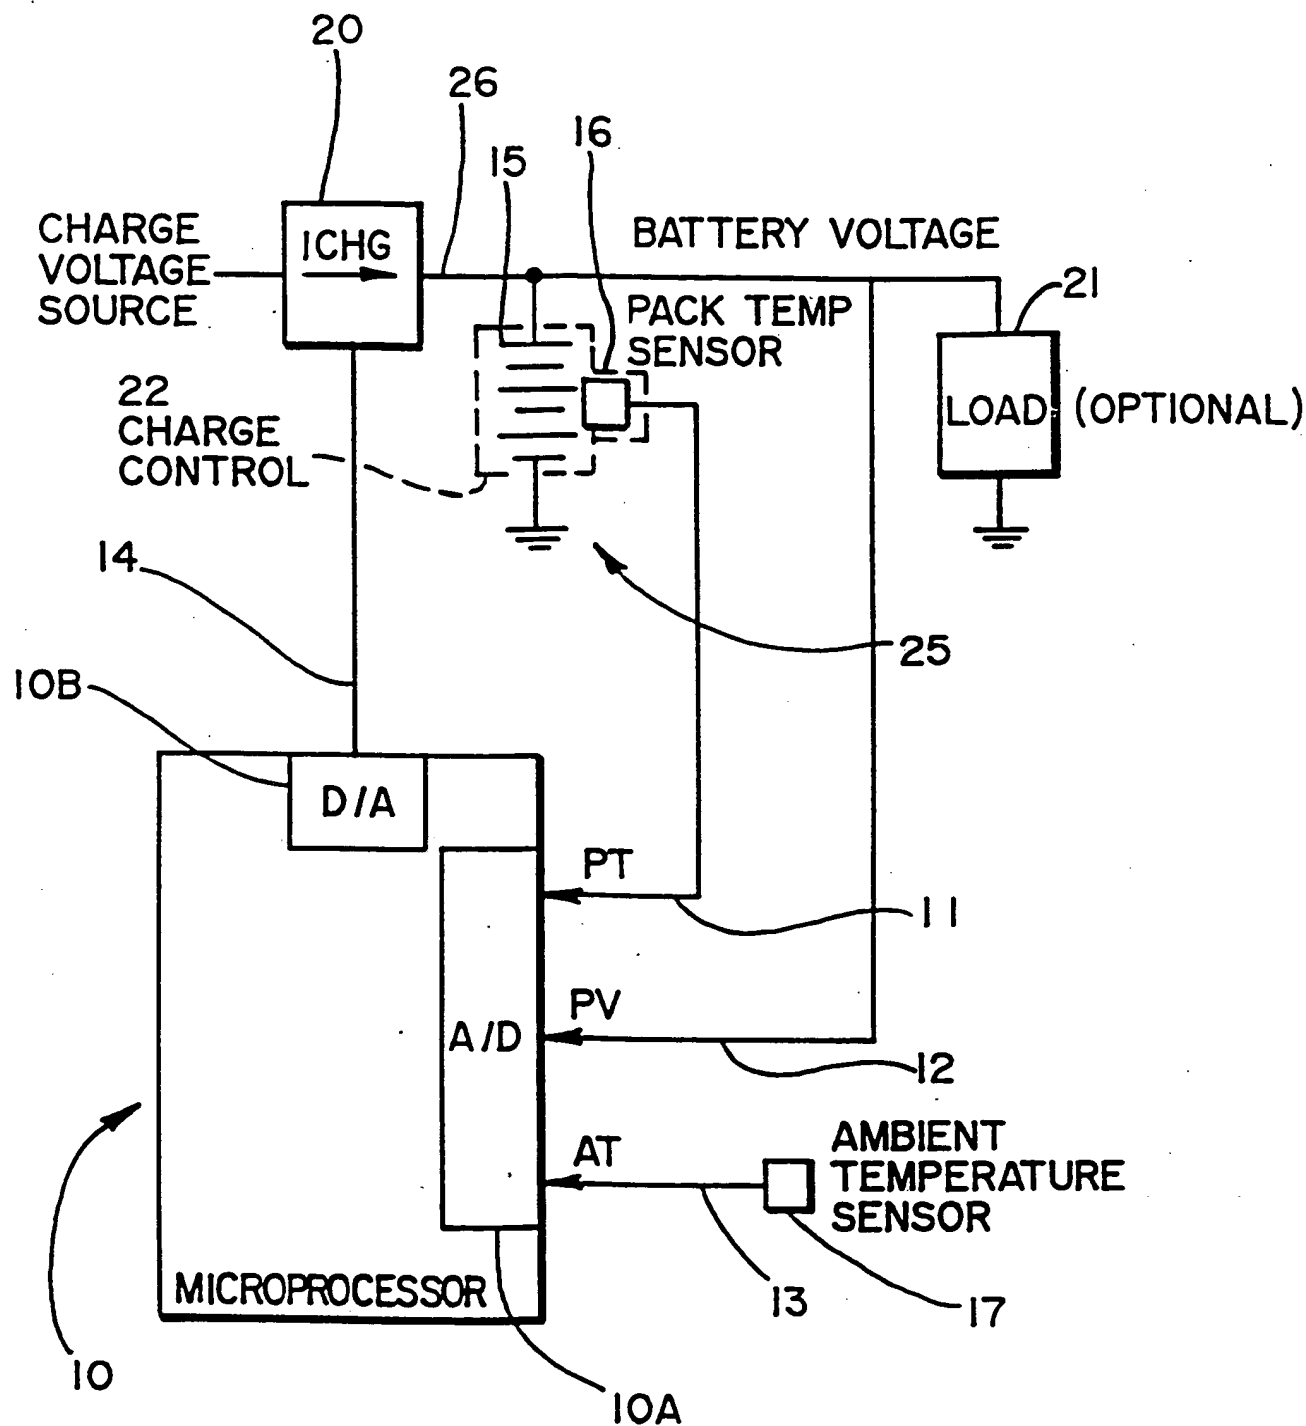 20
26
16
15
CHARGE
VOLTAGE
SOURCE
ICHG
BATTERY VOLTAGE
21
PACK TEMP
SENSOR
22
CHARGE
CONTROL
LOAD (OPTIONAL)
14
25
10B
D/A
PT
11
PV
A/D
12
AT
AMBIENT
TEMPERATURE
SENSOR
13
17
MICROPROCESSOR
10
10A